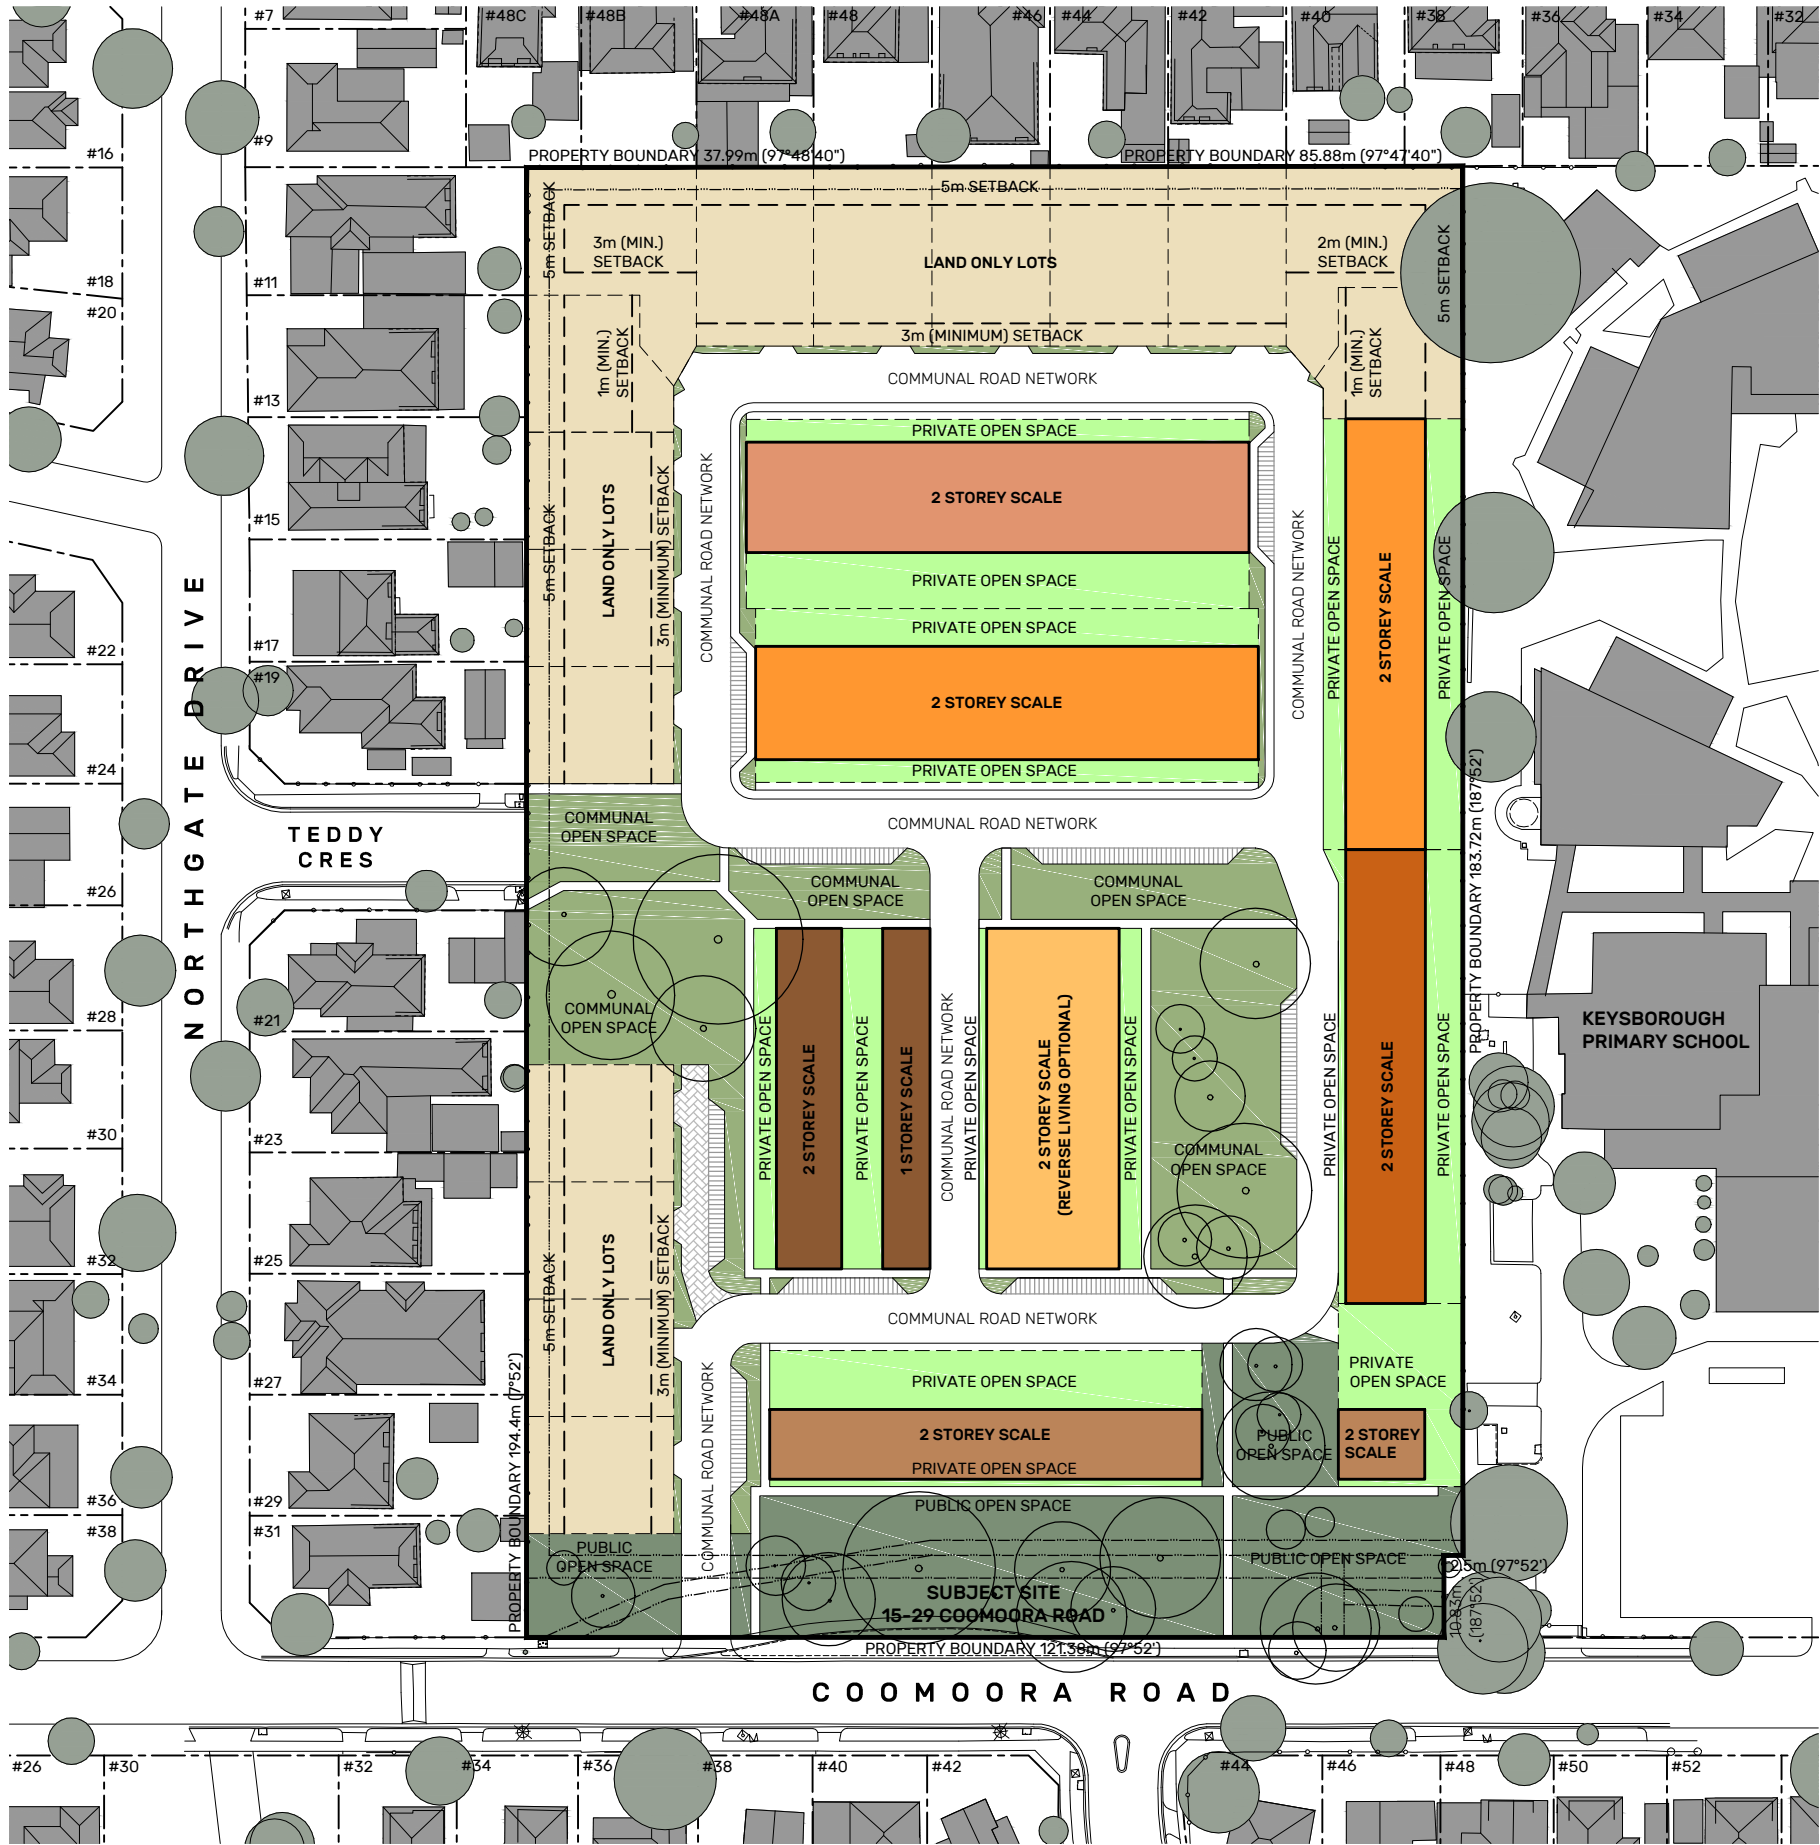 #7
#48C
#48B
#48A
#48
#46
#44
#42
#40
#38
#36
#34
#32
#16
#9
PROPERTY BOUNDARY 37.99m (97°48'40")
PROPERTY BOUNDARY 85.88m (97°47'40")
5m SETBACK
5m SETBACK
3m (MIN.)
SETBACK
LAND ONLY LOTS
2m (MIN.)
SETBACK
5m SETBACK
#18
#11
#20
3m (MINIMUM) SETBACK
1m (MIN.)
SETBACK
1m (MIN.)
SETBACK
COMMUNAL ROAD NETWORK
#13
PRIVATE OPEN SPACE
2 STOREY SCALE
#15
5m SETBACK
LAND ONLY LOTS
3m (MINIMUM) SETBACK
COMMUNAL ROAD NETWORK
PRIVATE OPEN SPACE
COMMUNAL ROAD NETWORK
PRIVATE OPEN SPACE
2 STOREY SCALE
PRIVATE OPEN SPACE
PRIVATE OPEN SPACE
#22
#17
#19
2 STOREY SCALE
#24
PRIVATE OPEN SPACE
NORTHGATE DRIVE
TEDDY
CRES
COMMUNAL
OPEN SPACE
COMMUNAL ROAD NETWORK
PROPERTY BOUNDARY 183.72m (187°52')
#26
COMMUNAL
OPEN SPACE
COMMUNAL
OPEN SPACE
#28
#21
COMMUNAL
OPEN SPACE
KEYSBOROUGH
PRIMARY SCHOOL
PRIVATE OPEN SPACE
2 STOREY SCALE
PRIVATE OPEN SPACE
1 STOREY SCALE
COMMUNAL ROAD NETWORK
PRIVATE OPEN SPACE
2 STOREY SCALE
(REVERSE LIVING OPTIONAL)
PRIVATE OPEN SPACE
COMMUNAL
OPEN SPACE
PRIVATE OPEN SPACE
2 STOREY SCALE
PRIVATE OPEN SPACE
#30
#23
#32
#25
5m SETBACK
LAND ONLY LOTS
3m (MINIMUM) SETBACK
COMMUNAL ROAD NETWORK
#34
#27
PRIVATE OPEN SPACE
PRIVATE
OPEN SPACE
PROPERTY BOUNDARY 194.4m (7°52')
COMMUNAL ROAD NETWORK
2 STOREY SCALE
PRIVATE OPEN SPACE
PUBLIC
OPEN SPACE
2 STOREY
SCALE
#36
#29
#38
#31
PUBLIC OPEN SPACE
PUBLIC
OPEN SPACE
PUBLIC OPEN SPACE
2.5m (97°52')
10.83m
(187°52')
SUBJECT SITE
15-29 COOMOORA ROAD
PROPERTY BOUNDARY 121.38m (97°52')
COOMOORA ROAD
#26
#30
#32
#34
#36
#38
#40
#42
#44
#46
#48
#50
#52